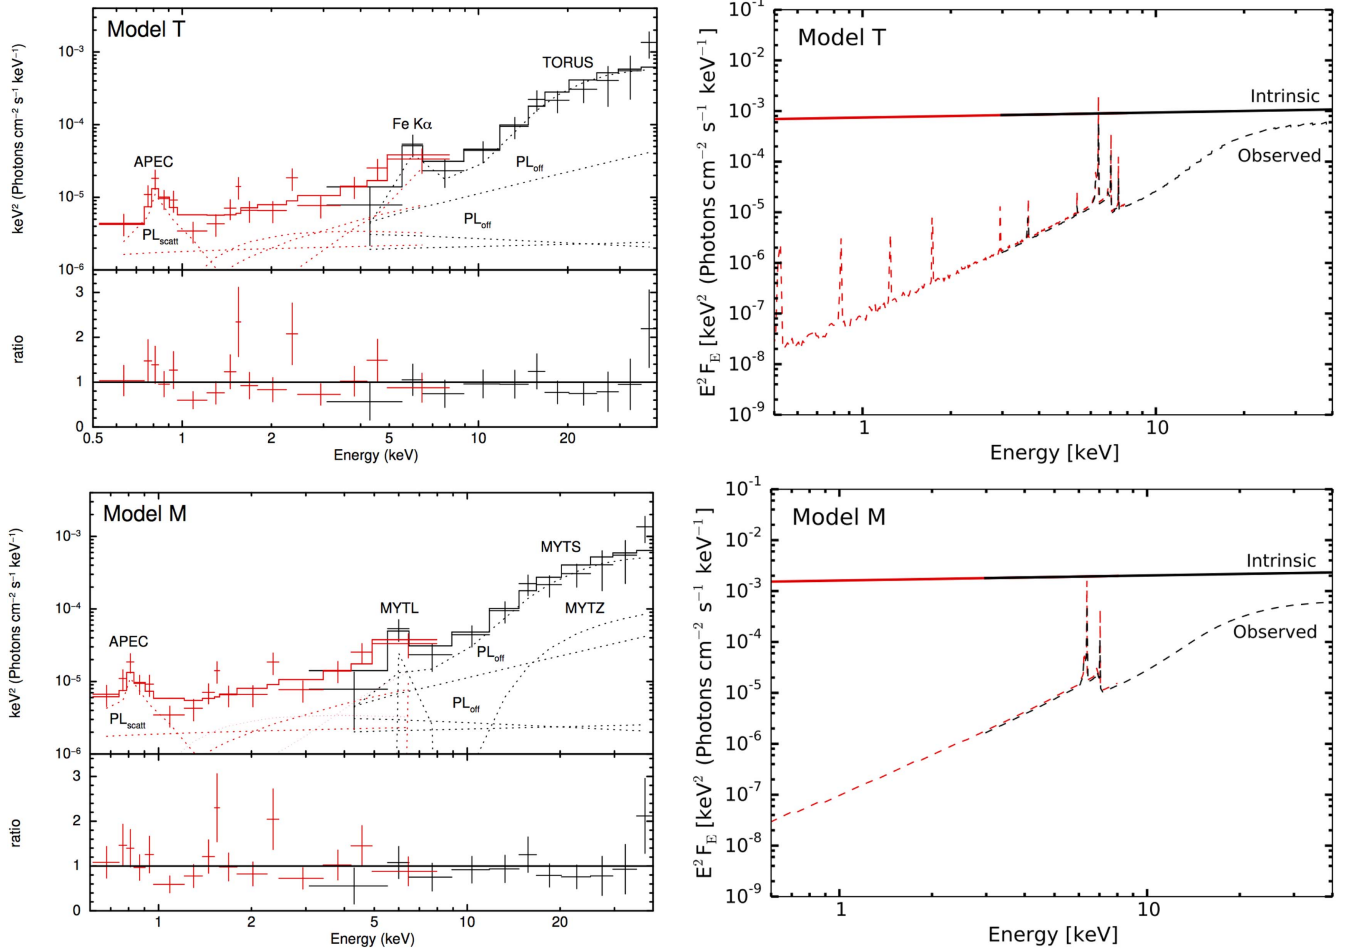 Model T
keV² (Photons cm⁻² s⁻¹ keV⁻¹)
10⁻³
10⁻⁴
10⁻⁵
10⁻⁶
APEC
Fe Kα
TORUS
PL_off
PL_scatt
PL_off
ratio
3
2
1
0
0.5 1 2 5 10 20
Energy (keV)
Model T
E² F_E [keV² (Photons cm⁻² s⁻¹ keV⁻¹]
10⁻¹
10⁻²
10⁻³
10⁻⁴
10⁻⁵
10⁻⁶
10⁻⁷
10⁻⁸
10⁻⁹
Intrinsic
Observed
1 10
Energy [keV]
Model M
keV² (Photons cm⁻² s⁻¹ keV⁻¹)
10⁻³
10⁻⁴
10⁻⁵
10⁻⁶
APEC
MYTL
MYTS
MYTZ
PL_off
PL_off
PL_scatt
ratio
3
2
1
0
1 2 5 10 20
Energy (keV)
Model M
E² F_E [keV² (Photons cm⁻² s⁻¹ keV⁻¹]
10⁻¹
10⁻²
10⁻³
10⁻⁴
10⁻⁵
10⁻⁶
10⁻⁷
10⁻⁸
10⁻⁹
Intrinsic
Observed
1 10
Energy [keV]